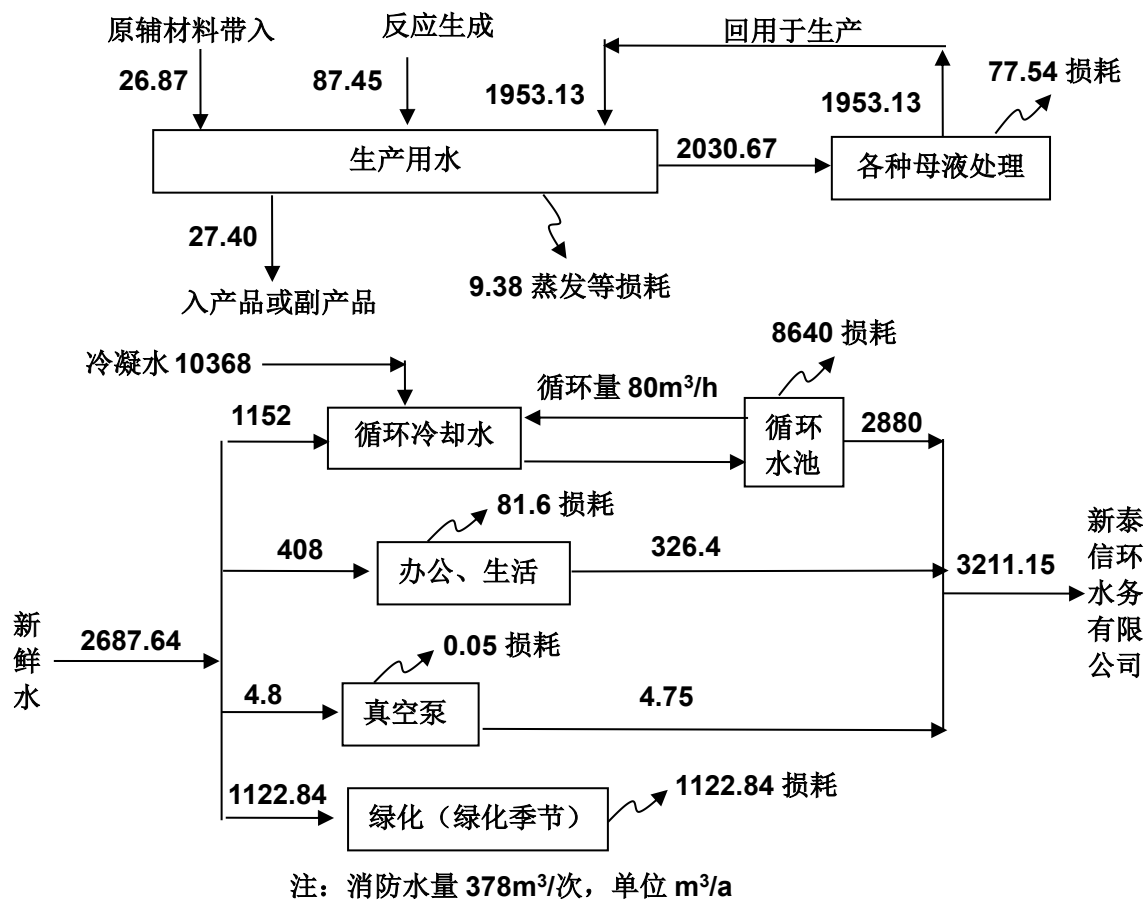 原辅材料带入
反应生成
回用于生产
26.87
87.45
1953.13
1953.13
77.54 损耗
生产用水
2030.67
各种母液处理
27.40
9.38 蒸发等损耗
入产品或副产品
8640 损耗
冷凝水 10368
循环量 80m³/h
1152
循环冷却水
循环
水池
2880
81.6 损耗
408
办公、生活
326.4
3211.15
新泰
信环
水务
有限
公司
新
鲜
水
2687.64
0.05 损耗
4.8
真空泵
4.75
1122.84
绿化（绿化季节）
1122.84 损耗
注：消防水量 378m³/次，单位 m³/a